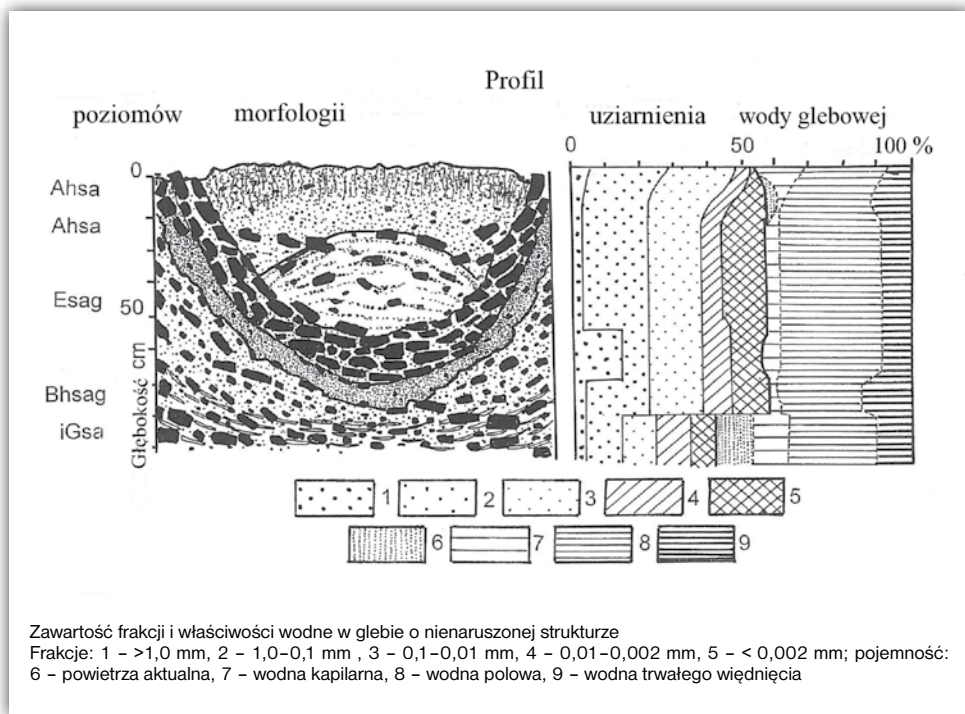 Profil
poziomów morfologii uziarnienia wody glebowej
0 50 100 %
0
Ahsa
Ahsa
Esag
50
Bhsag
iGsa
Głębokość cm
1 2 3 4 5
6 7 8 9
Zawartość frakcji i właściwości wodne w glebie o nienaruszonej strukturze
Frakcje: 1 – >1,0 mm, 2 – 1,0–0,1 mm , 3 – 0,1–0,01 mm, 4 – 0,01–0,002 mm, 5 – < 0,002 mm; pojemność:
6 – powietrza aktualna, 7 – wodna kapilarna, 8 – wodna polowa, 9 – wodna trwałego więdnięcia